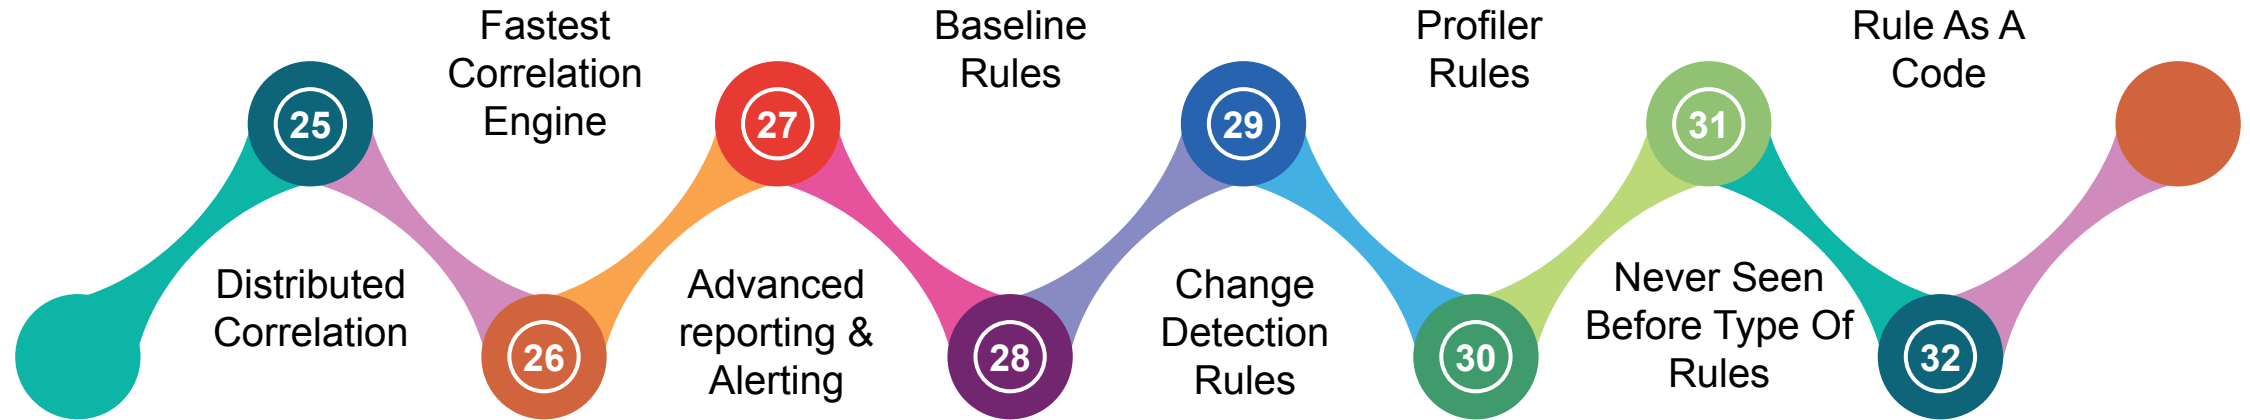 25
Distributed
Correlation
Fastest
Correlation
Engine
26
27
Advanced
reporting &
Alerting
Baseline
Rules
28
29
Change
Detection
Rules
Profiler
Rules
30
31
Never Seen
Before Type Of
Rules
Rule As A
Code
32